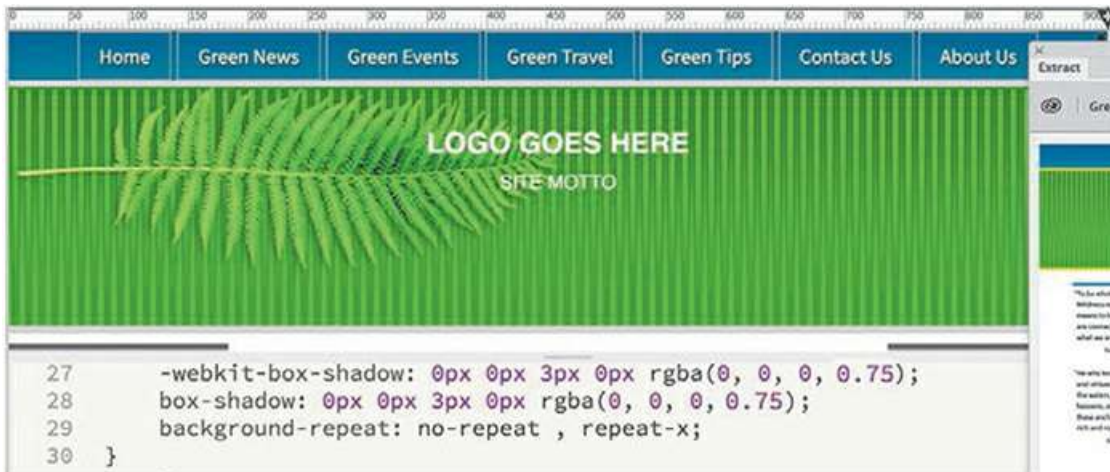 0 50 100 150 200 250 300 350 400 450 500 550 600 650 700 750 800 850 900
Home Green News Green Events Green Travel Green Tips Contact Us About Us
Extract
Gre
LOGO GOES HERE
SITE MOTTO
27 -webkit-box-shadow: 0px 0px 3px 0px rgba(0, 0, 0, 0.75);
28 box-shadow: 0px 0px 3px 0px rgba(0, 0, 0, 0.75);
29 background-repeat: no-repeat , repeat-x;
30 }